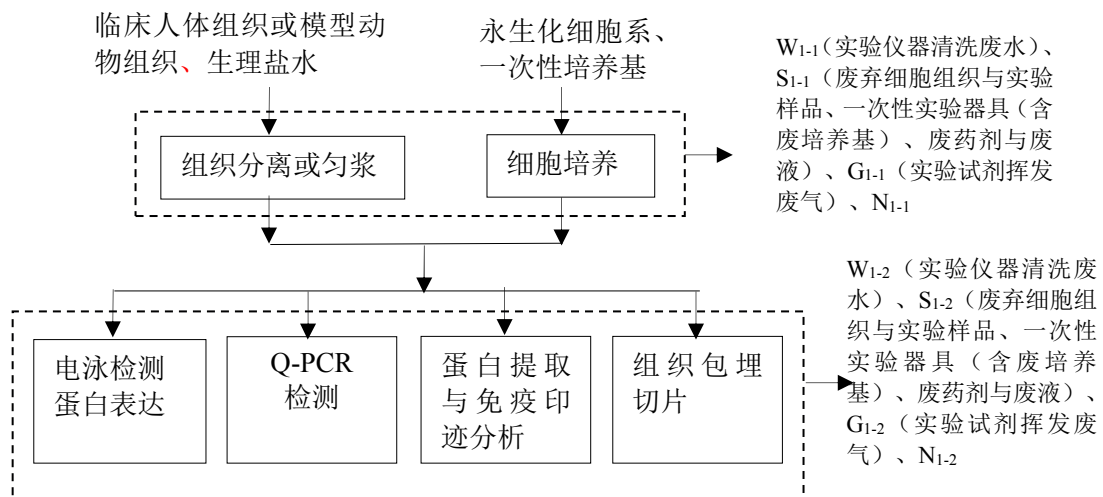 临床人体组织或模型动
物组织、生理盐水
永生化细胞系、
一次性培养基
W1-1(实验仪器清洗废水)、
S1-1（废弃细胞组织与实验
样品、一次性实验器具（含
废培养基）、废药剂与废
液）、G1-1（实验试剂挥发
废气）、N1-1
组织分离或匀浆
细胞培养
W1-2（实验仪器清洗废
水）、S1-2（废弃细胞组
织与实验样品、一次性
实验器具（含废培养
基）、废药剂与废液）、
G1-2（实验试剂挥发废
气）、N1-2
电泳检测
蛋白表达
Q-PCR
检测
蛋白提取
与免疫印
迹分析
组织包埋
切片